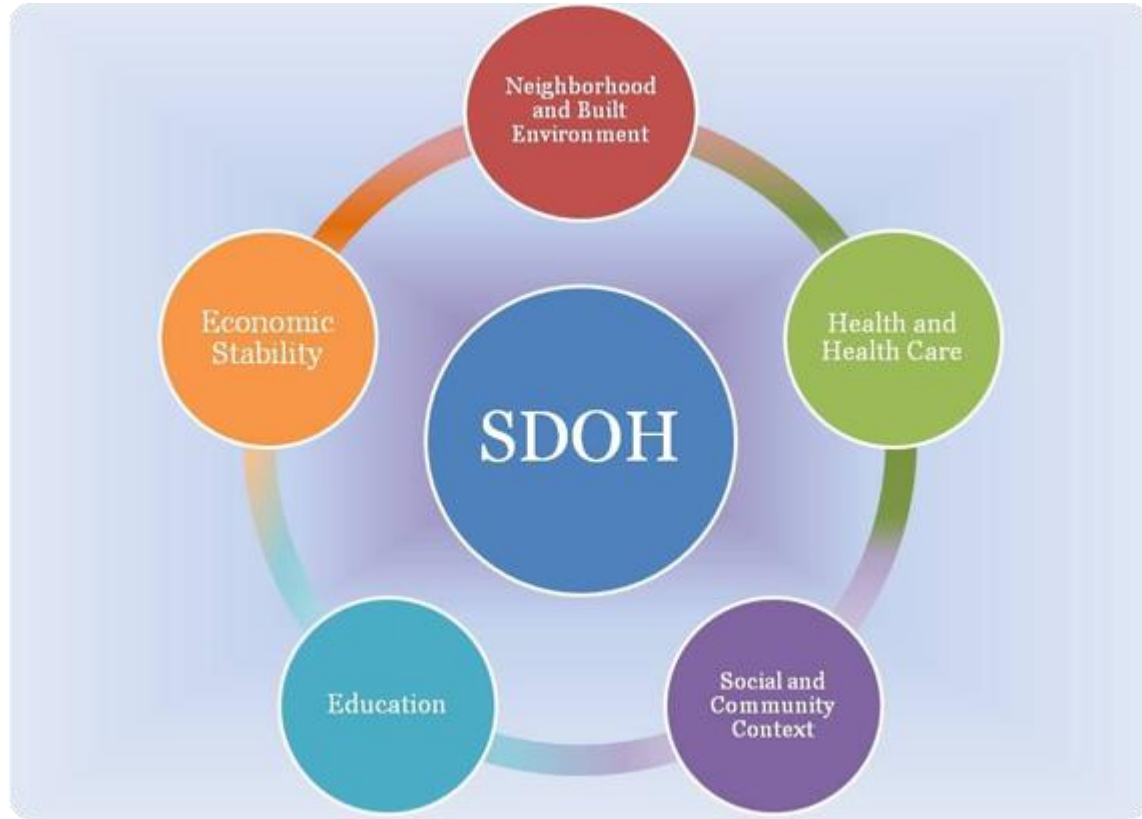 Neighborhood
and Built
Environment
Economic
Stability
Health and
Health Care
SDOH
Education
Social and
Community
Context